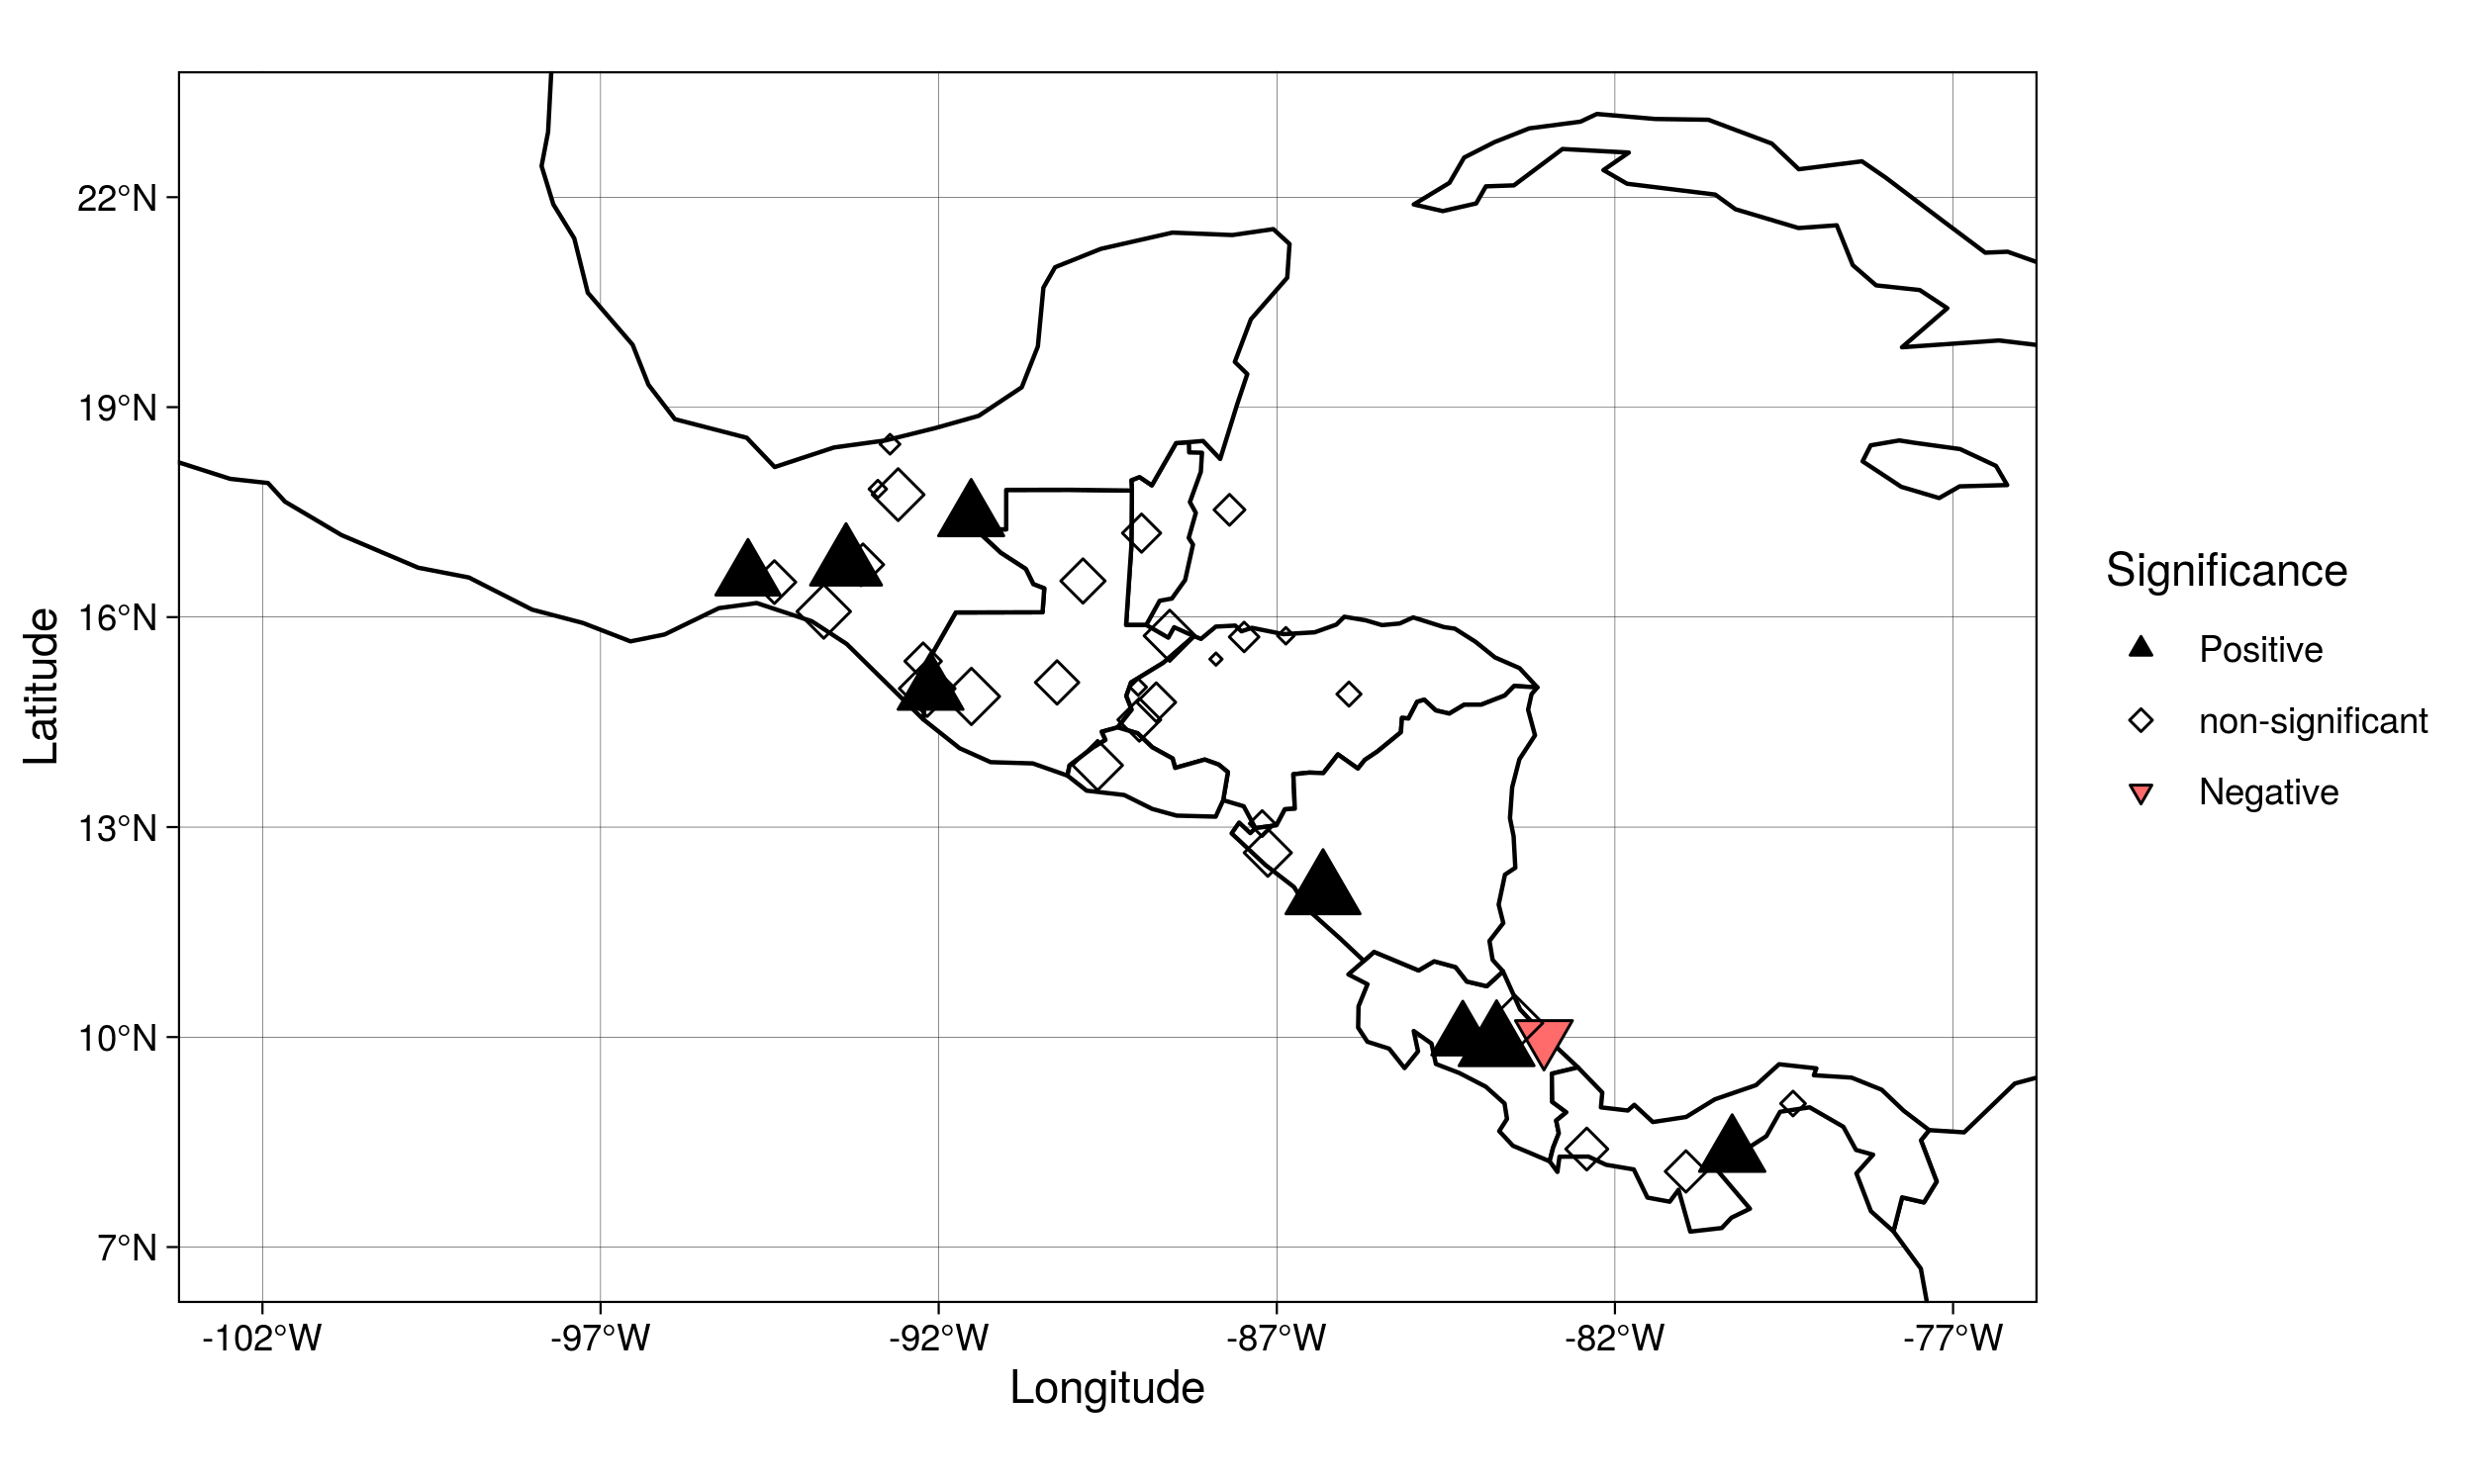 22°N
19°N
16°N
13°N
10°N
7°N
Latitude
-102°W
-97°W
-92°W
-87°W
-82°W
-77°W
Longitude
Significance
Positive
non-significant
Negative